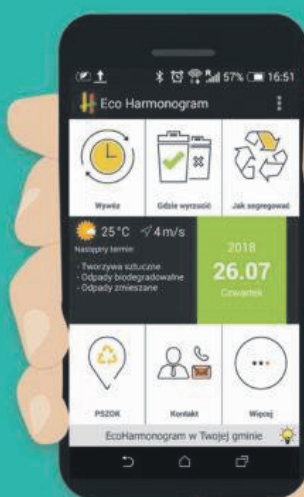 57% 16:51
Eco Harmonogram
Wywóz
Gdzie wyrzucić
Jak segregować
25°C 4m/s
Następny termin:
- Tworzywa sztuczne
- Odpady biodegradowalne
- Odpady zmieszane
2018
26.07
Czwartek
PSZOK
Kontakt
Więcej
EcoHarmonogram w Twojej gminie